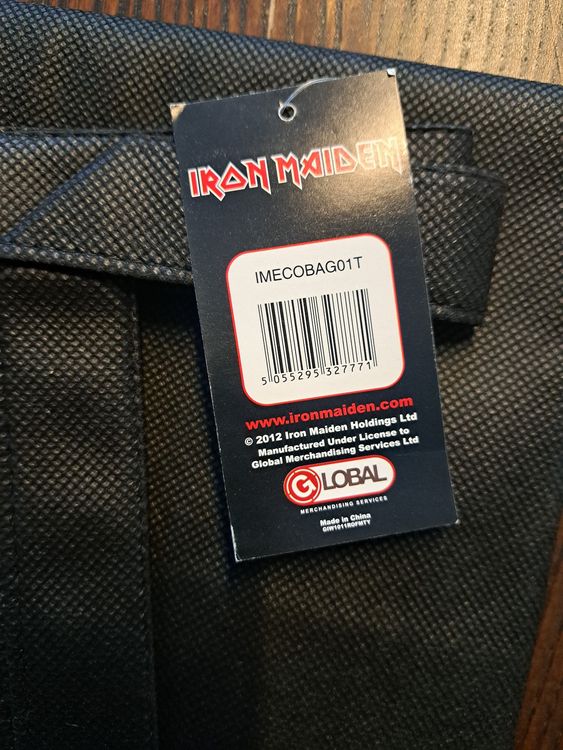 IRON MAIDEN
IMECOBAG01T
5 055295 327771
www.ironmaiden.com
© 2012 Iron Maiden Holdings Ltd
Manufactured Under License to
Global Merchandising Services Ltd
GLOBAL
MERCHANDISING SERVICES
Made in China